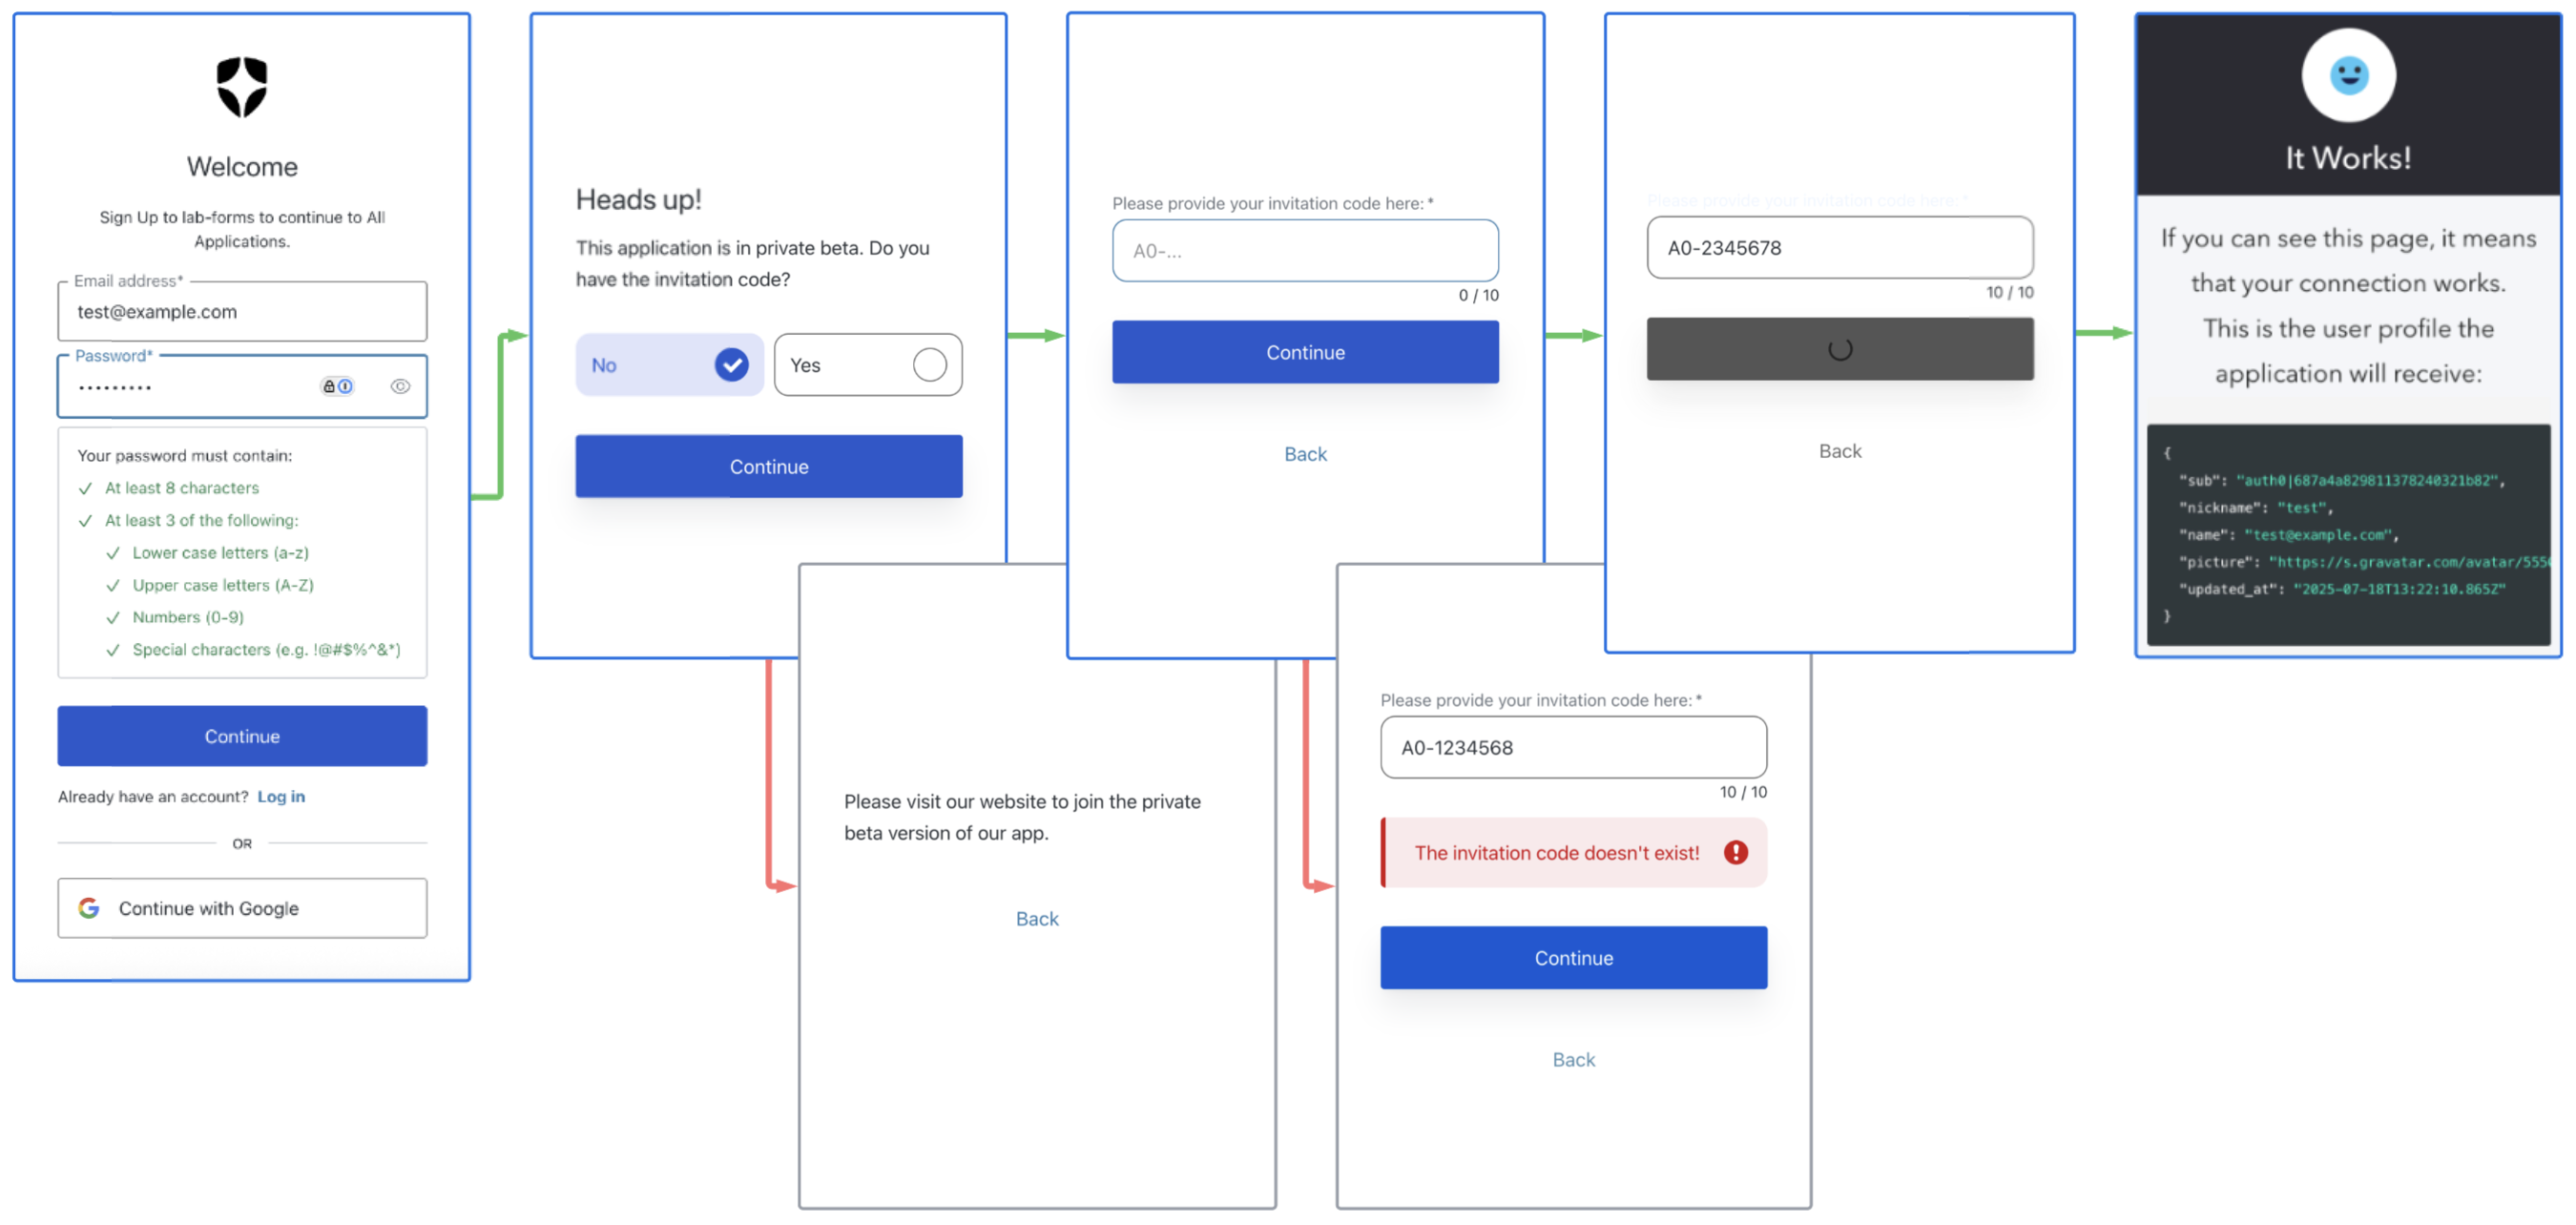 Welcome
Sign Up to lab-forms to continue to All
Applications.
Email address*
test@example.com
Password*
•••••••••
Your password must contain:
At least 8 characters
At least 3 of the following:
Lower case letters (a-z)
Upper case letters (A-Z)
Numbers (0-9)
Special characters (e.g. !@#$%^&*)
Continue
Already have an account? Log in
OR
Continue with Google
Heads up!
This application is in private beta. Do you
have the invitation code?
No
Yes
Continue
Please visit our website to join the private
beta version of our app.
Back
Please provide your invitation code here: *
A0-...
0 / 10
Continue
Back
Please provide your invitation code here: *
A0-1234568
10 / 10
The invitation code doesn't exist!
Continue
Back
Please provide your invitation code here: *
A0-2345678
10 / 10
Back
It Works!
If you can see this page, it means
that your connection works.
This is the user profile the
application will receive:
{
"sub": "auth0|687a4a829811378240321b82",
"nickname": "test",
"name": "test@example.com",
"picture": "https://s.gravatar.com/avatar/555
"updated_at": "2025-07-18T13:22:10.865Z"
}